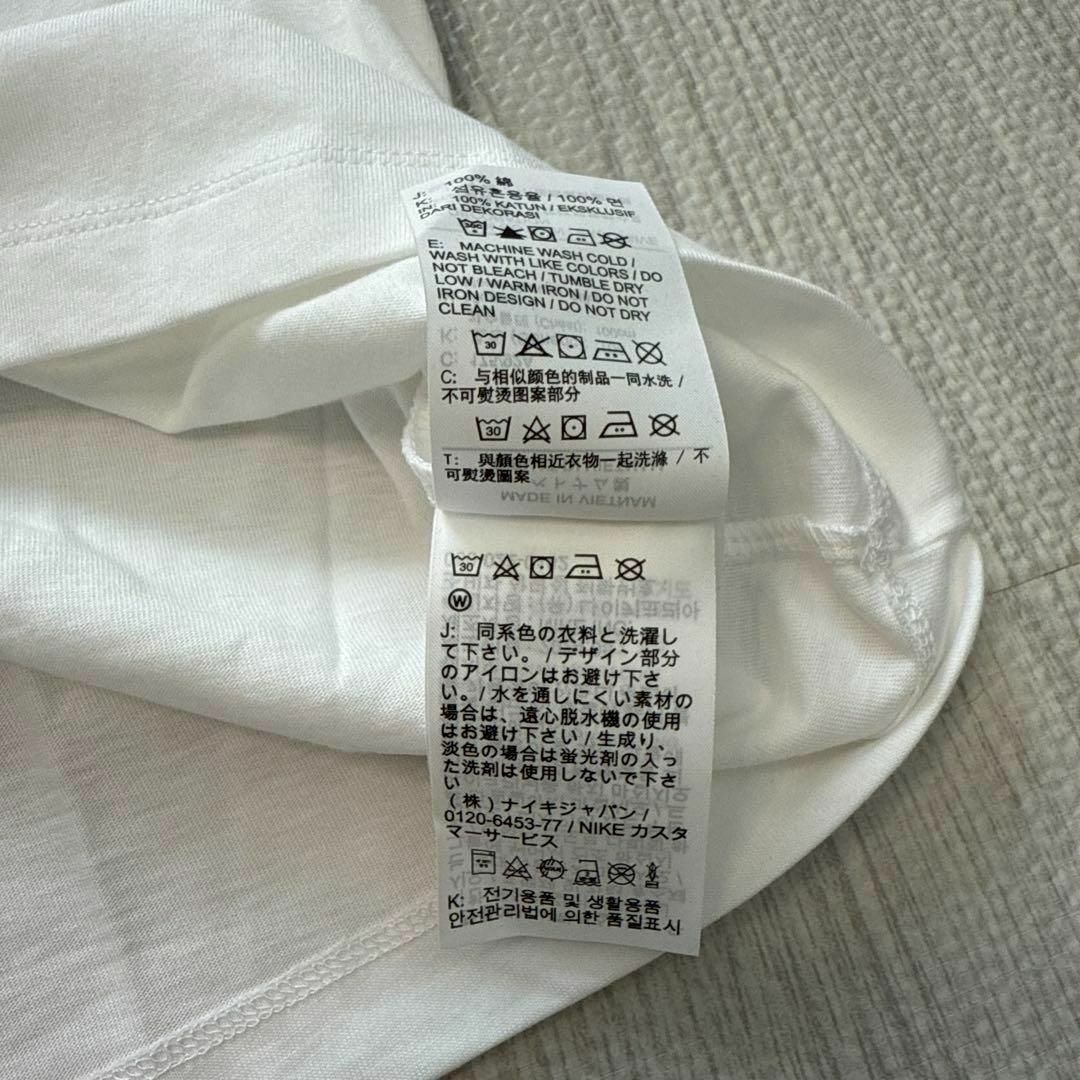 J: 100% 綿
K: 섬유혼용율 / 100% 면
IN: 100% KATUN / EKSKLUSIF
DARI DEKORASI
E: MACHINE WASH COLD /
WASH WITH LIKE COLORS / DO
NOT BLEACH / TUMBLE DRY
LOW / WARM IRON / DO NOT
IRON DESIGN / DO NOT DRY
CLEAN
30
C: 与相似颜色的制品一同水洗 /
不可熨烫图案部分
30
T: 與顏色相近衣物一起洗滌 / 不
可熨燙圖案
MADE IN VIETNAM
30
W
J: 同系色の衣料と洗濯し
て下さい。 / デザイン部分
のアイロンはお避け下さ
い。/ 水を通しにくい素材の
場合は、遠心脱水機の使用
はお避け下さい / 生成り、
淡色の場合は蛍光剤の入っ
た洗剤は使用しないで下さ
い
(株) ナイキジャパン /
0120-6453-77 / NIKE カスタ
マーサービス
K: 전기용품 및 생활용품
안전관리법에 의한 품질표시